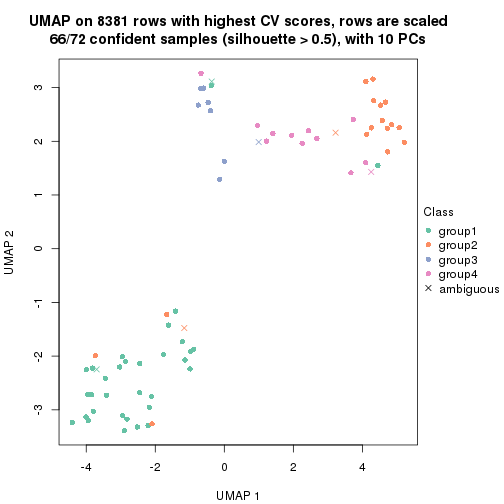 UMAP on 8381 rows with highest CV scores, rows are scaled
66/72 confident samples (silhouette > 0.5), with 10 PCs
3
2
1
0
-1
-2
-3
UMAP 2
-4
-2
0
2
4
UMAP 1
Class
group1
group2
group3
group4
ambiguous